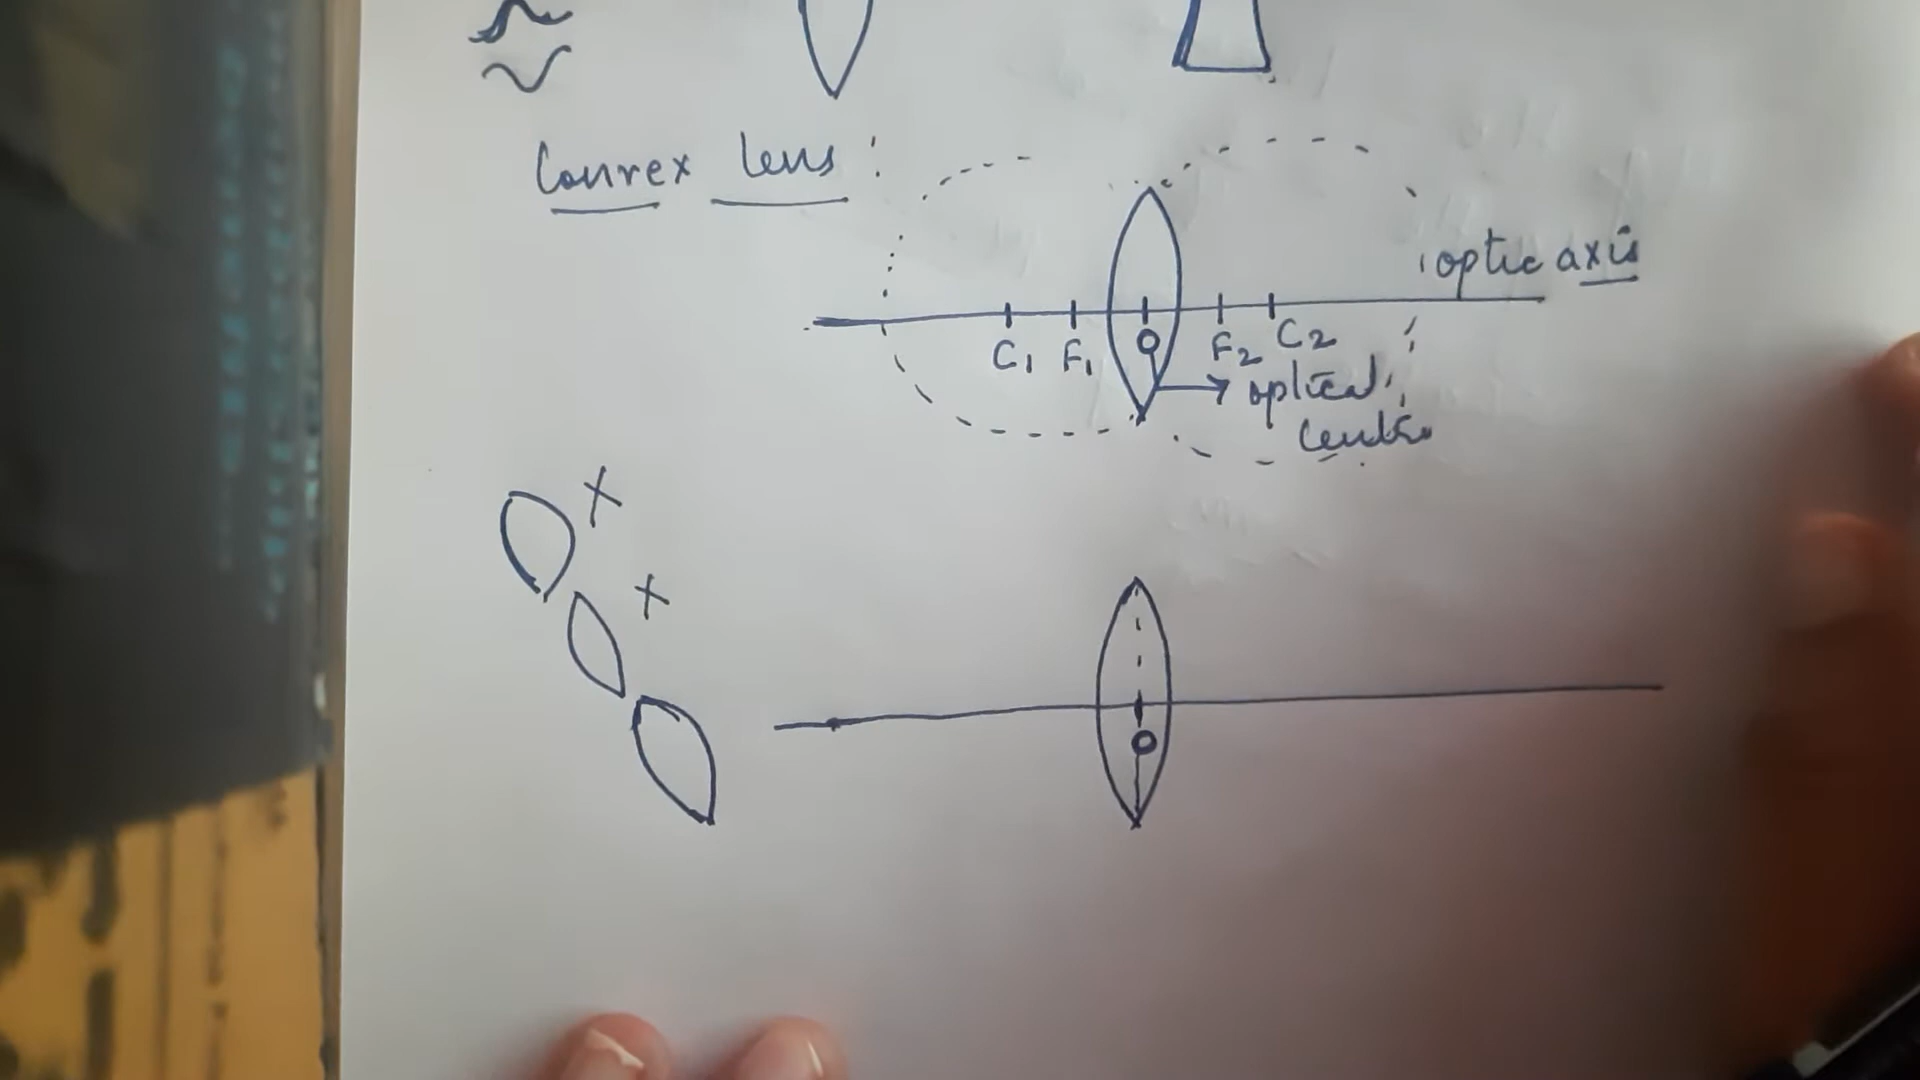 Convex lens :
optic axis
C1 F1 O F2 C2
optical
centre
x
x
O